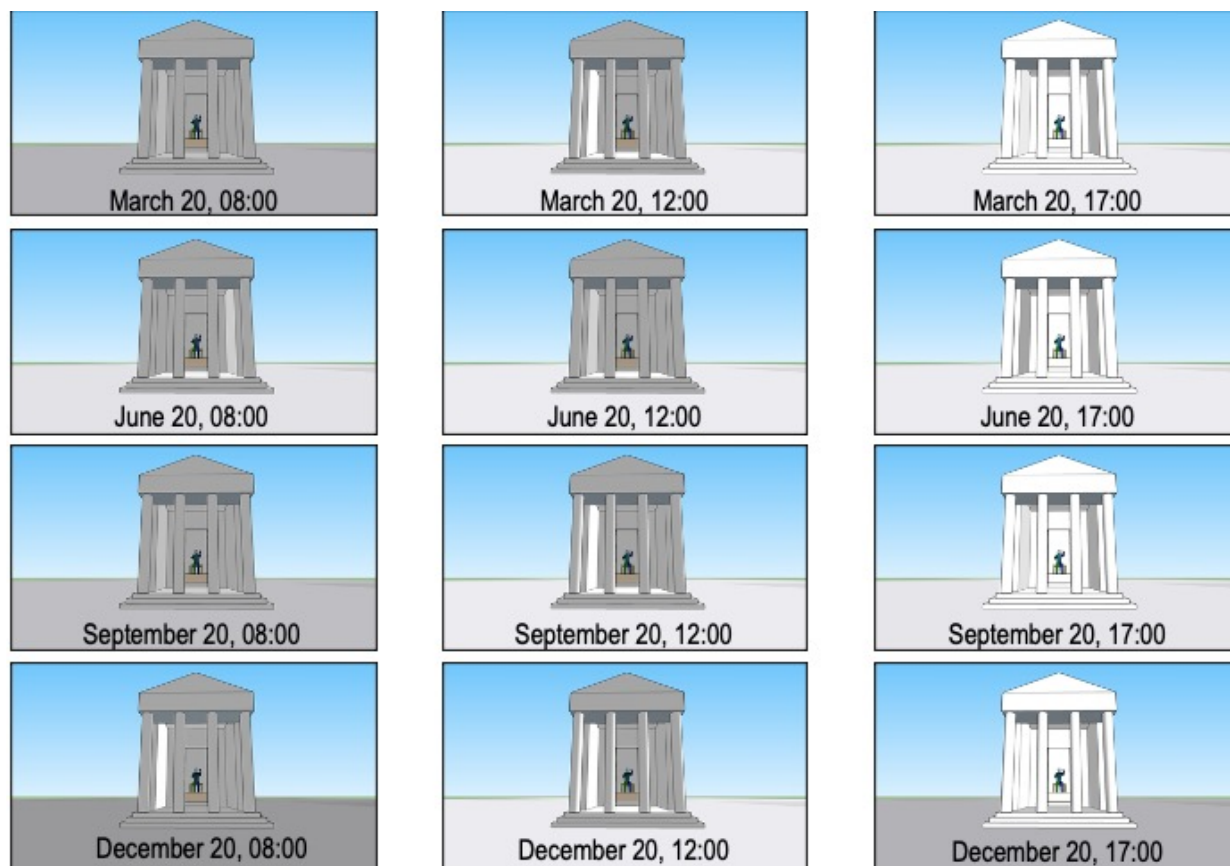 March 20, 08:00
March 20, 12:00
March 20, 17:00
June 20, 08:00
June 20, 12:00
June 20, 17:00
September 20, 08:00
September 20, 12:00
September 20, 17:00
December 20, 08:00
December 20, 12:00
December 20, 17:00